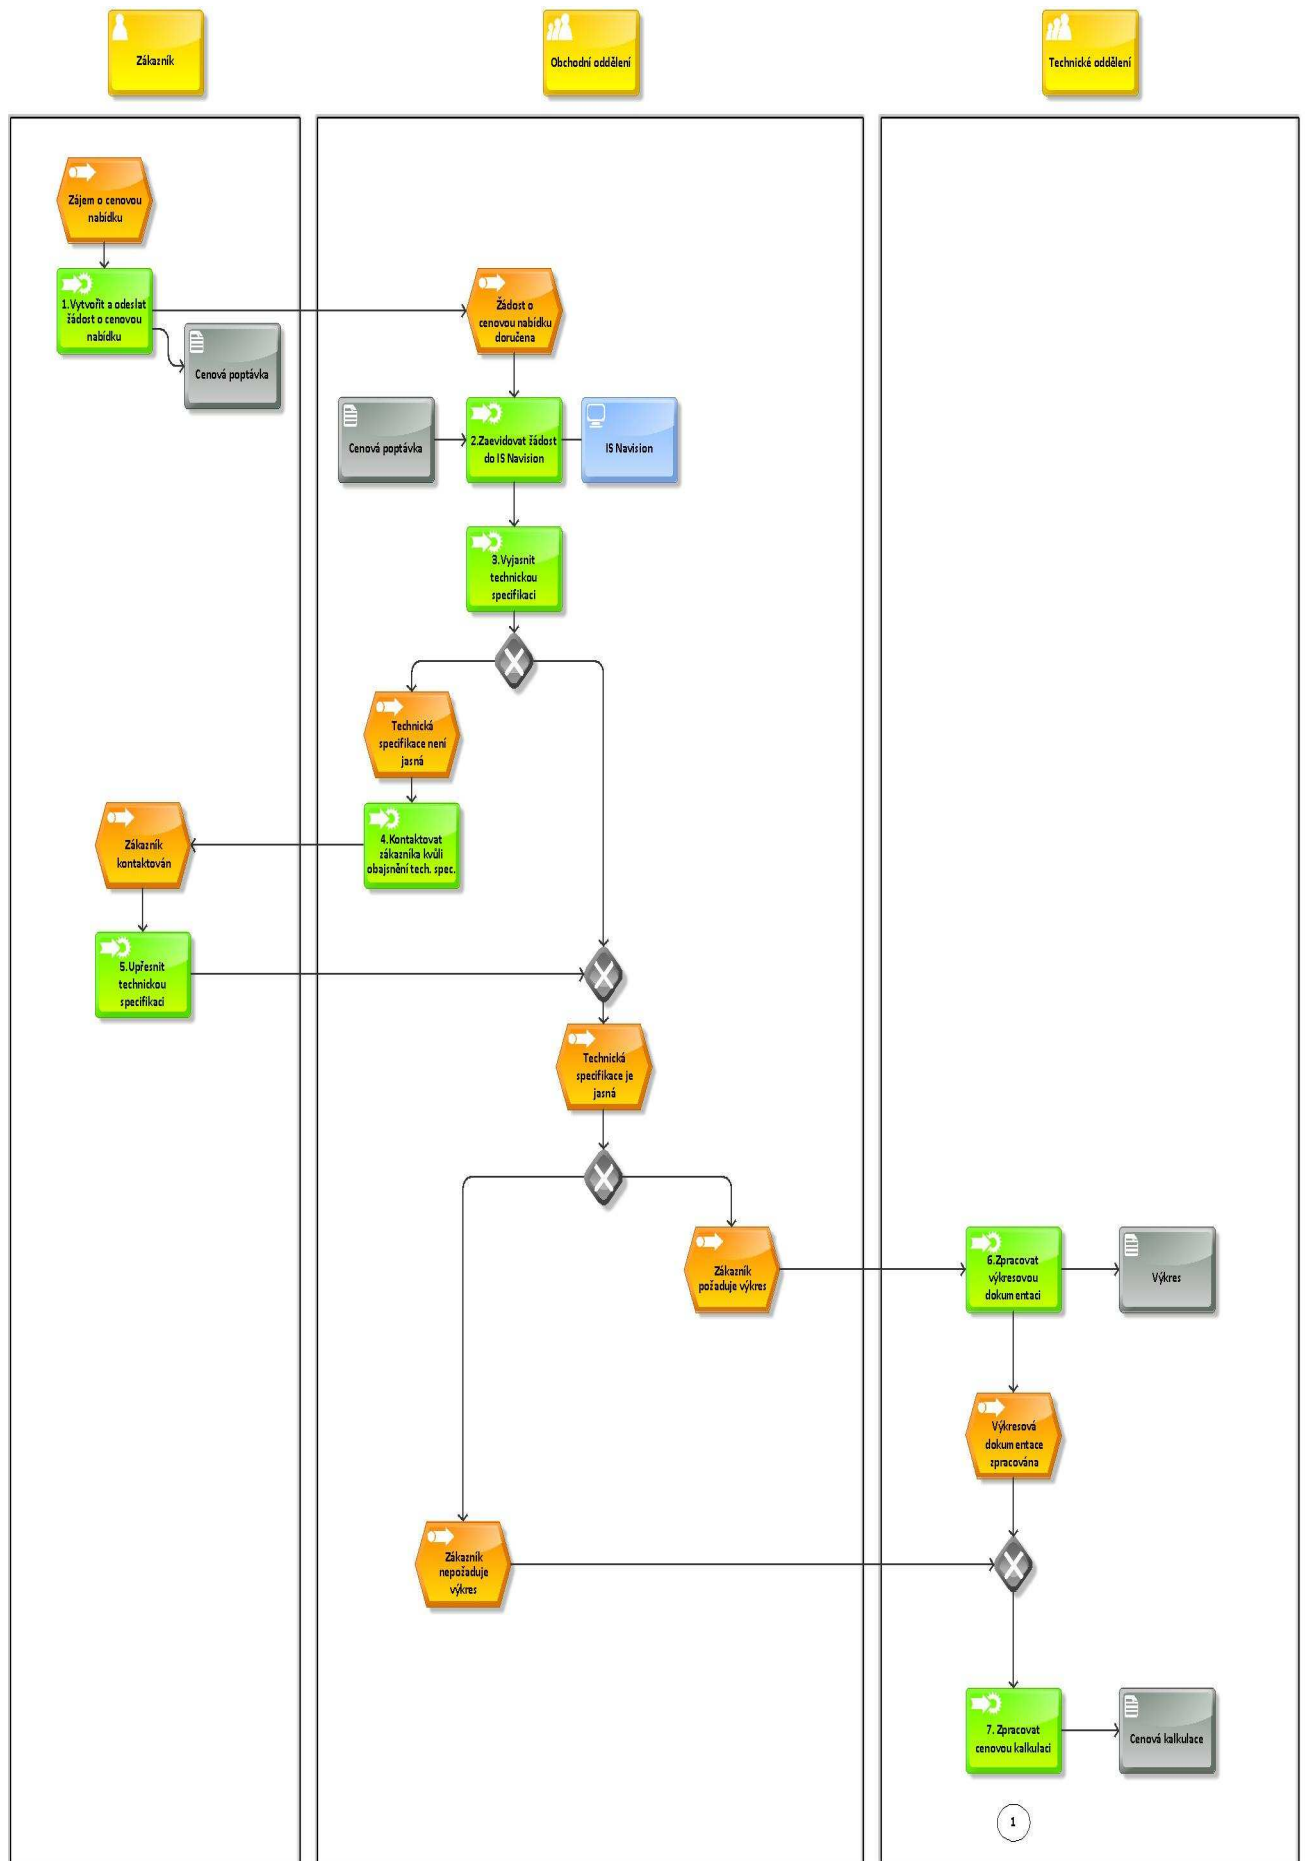 Zákazník
Obchodní oddělení
Technické oddělení
Zájem o cenovou
nabídku
1.Vytvořit a odeslat
žádost o cenovou
nabídku
Cenová poptávka
Žádost o
cenovou nabídku
doručena
Cenová poptávka
2.Zaevidovat žádost
do IS Navision
IS Navision
3.Vyjasnit
technickou
specifikaci
Technická
specifikace není
jasná
4.Kontaktovat
zákazníka kvůli
obajsnění tech. spec.
Zákazník
kontaktován
5.Upřesnit
technickou
specifikaci
Technická
specifikace je
jasná
Zákazník
požaduje výkres
6.Zpracovat
výkresovou
dokumentaci
Výkres
Výkresová
dokumentace
zpracována
Zákazník
nepožaduje
výkres
7. Zpracovat
cenovou kalkulaci
Cenová kalkulace
1